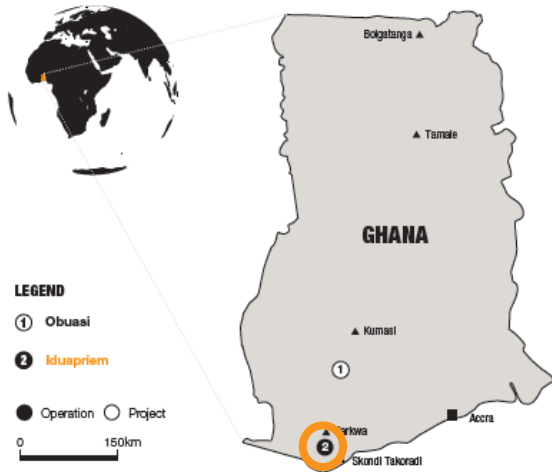 Bolgatanga
Tamale
GHANA
LEGEND
1 Obuasi
2 Iduapriem
Kumasi
1
Operation Project
0 150km
Accra
2
Skondi Takoradi